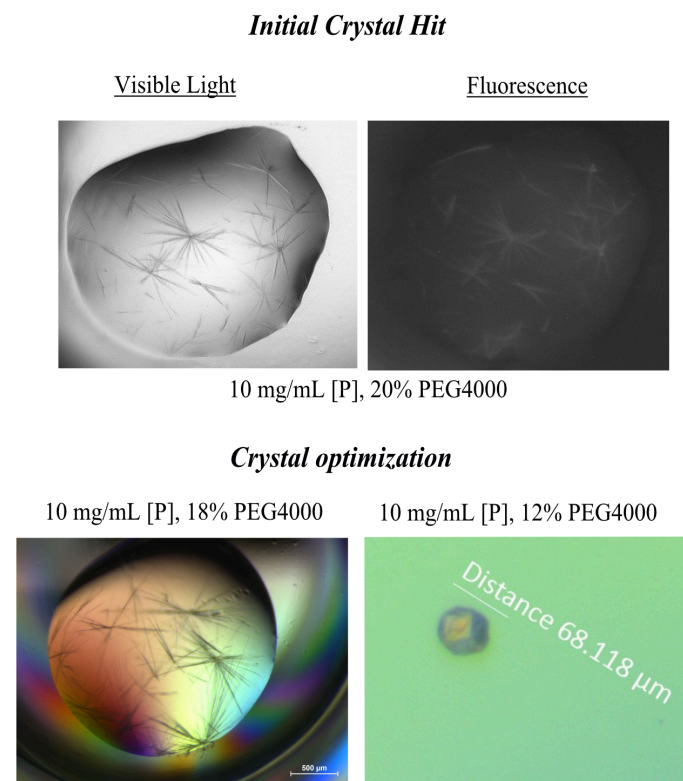 Initial Crystal Hit
Visible Light
Fluorescence
10 mg/mL [P], 20% PEG4000
Crystal optimization
10 mg/mL [P], 18% PEG4000
10 mg/mL [P], 12% PEG4000
Distance 68.118 µm
500 µm